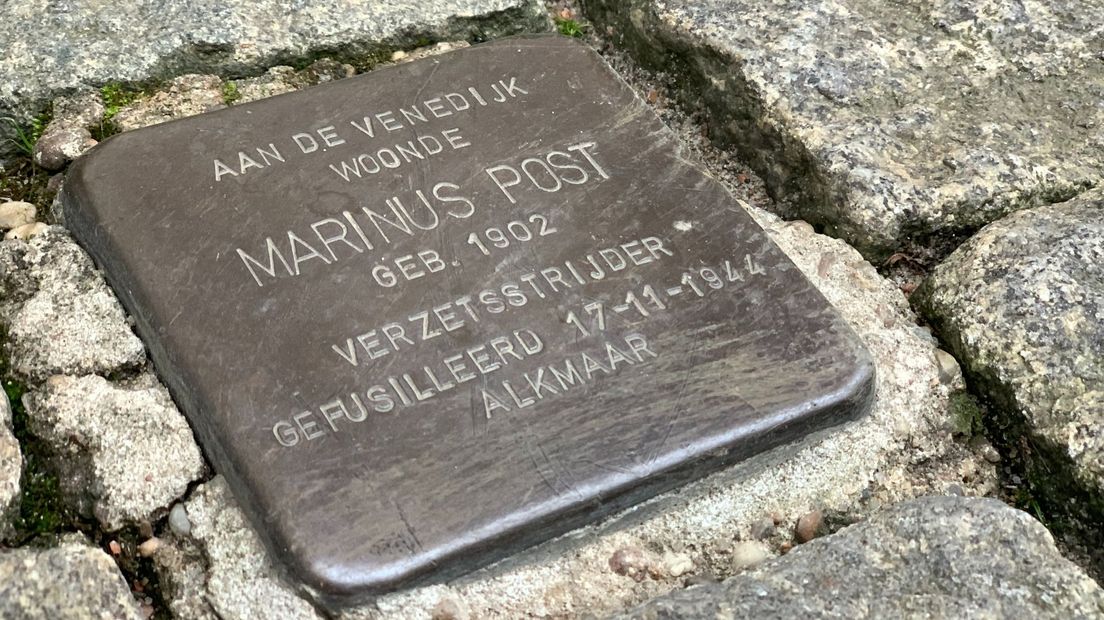 AAN DE VENEDIJK
WOONDE
MARINUS POST
GEB. 1902
VERZETSSTRIJDER
GEFUSILLEERD 17-11-1944
ALKMAAR